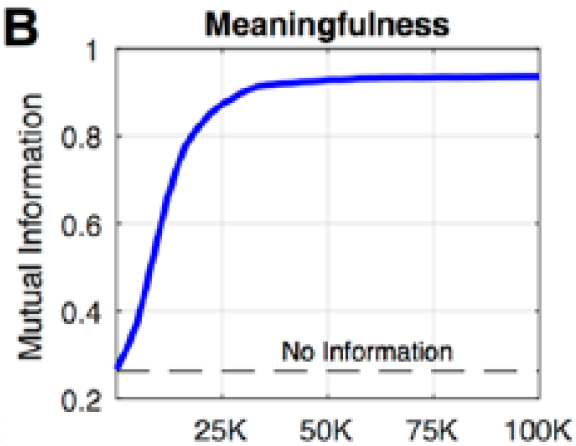 B
Meaningfulness
Mutual Information
1
0.8
0.6
0.4
0.2
No Information
25K
50K
75K
100K